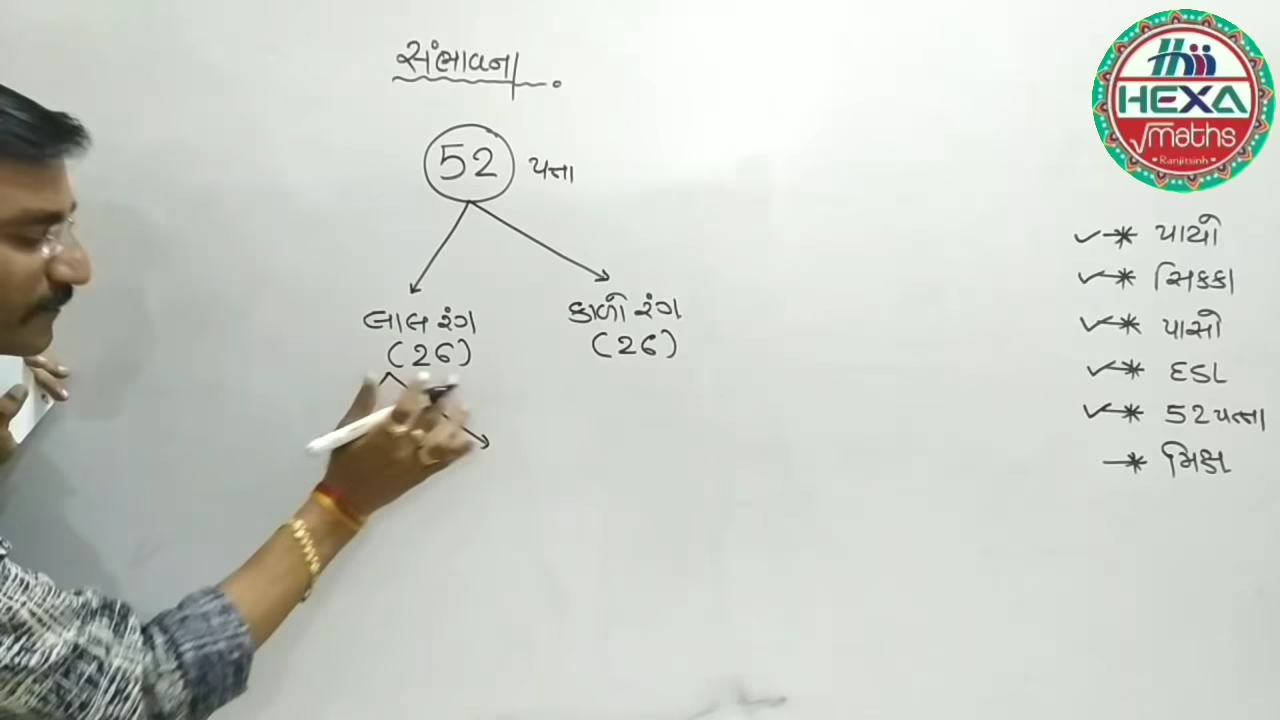 સંભાવના
52 પત્તા
લાલ રંગ
(26)
કાળો રંગ
(26)
HEXA
maths
• Ranjitsinh •
પાયો
સિક્કા
પાસો
દડા
52 પત્તા
મિક્ષ